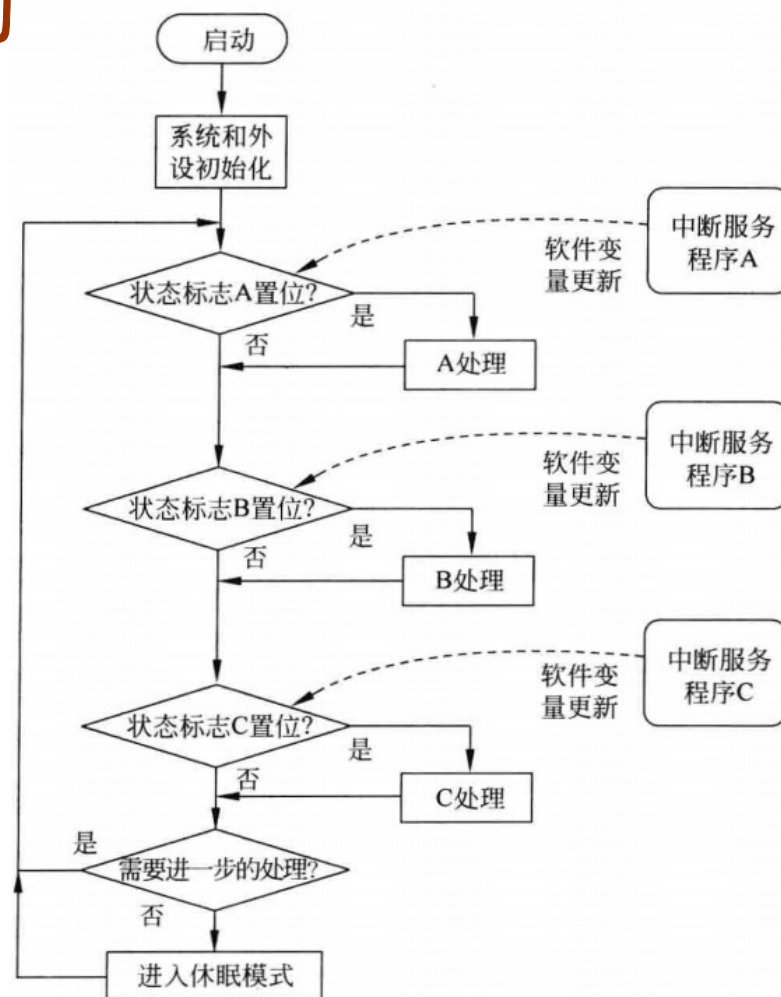 启动
系统和外
设初始化
中断服务
程序A
软件变
量更新
状态标志A置位?
是
否
A处理
中断服务
程序B
软件变
量更新
状态标志B置位?
是
否
B处理
中断服务
程序C
软件变
量更新
状态标志C置位?
是
否
C处理
是
需要进一步的处理?
否
进入休眠模式